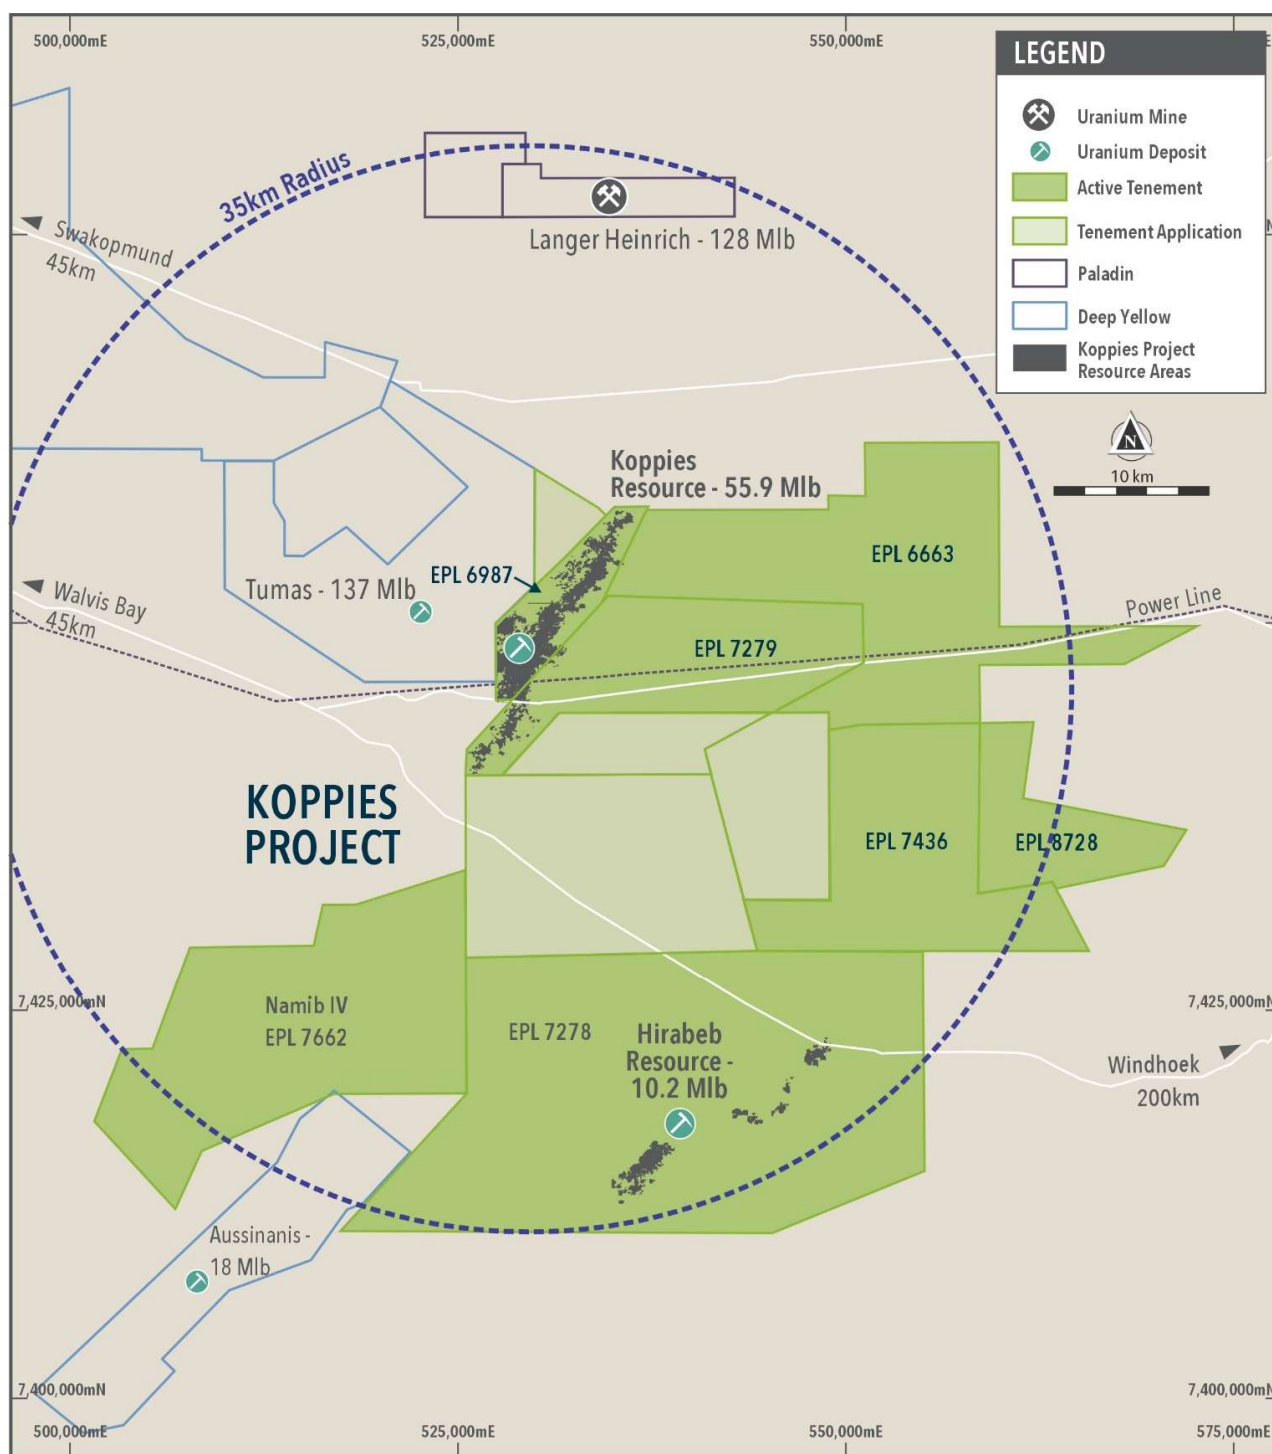 500,000mE
525,000mE
550,000mE
LEGEND
Uranium Mine
Uranium Deposit
Active Tenement
Tenement Application
Paladin
Deep Yellow
Koppies Project
Resource Areas
N
10 km
35km Radius
Swakopmund
45km
Langer Heinrich - 128 Mlb
Koppies
Resource - 55.9 Mlb
EPL 6663
EPL 6987
Tumas - 137 Mlb
Walvis Bay
45km
Power Line
EPL 7279
KOPPIES
PROJECT
EPL 7436
EPL 8728
7,425,000mN
7,425,000mN
Namib IV
EPL 7662
EPL 7278
Hirabeb
Resource -
10.2 Mlb
Windhoek
200km
Aussinanis -
18 Mlb
7,400,000mN
7,400,000mN
500,000mE
525,000mE
550,000mE
575,000mE